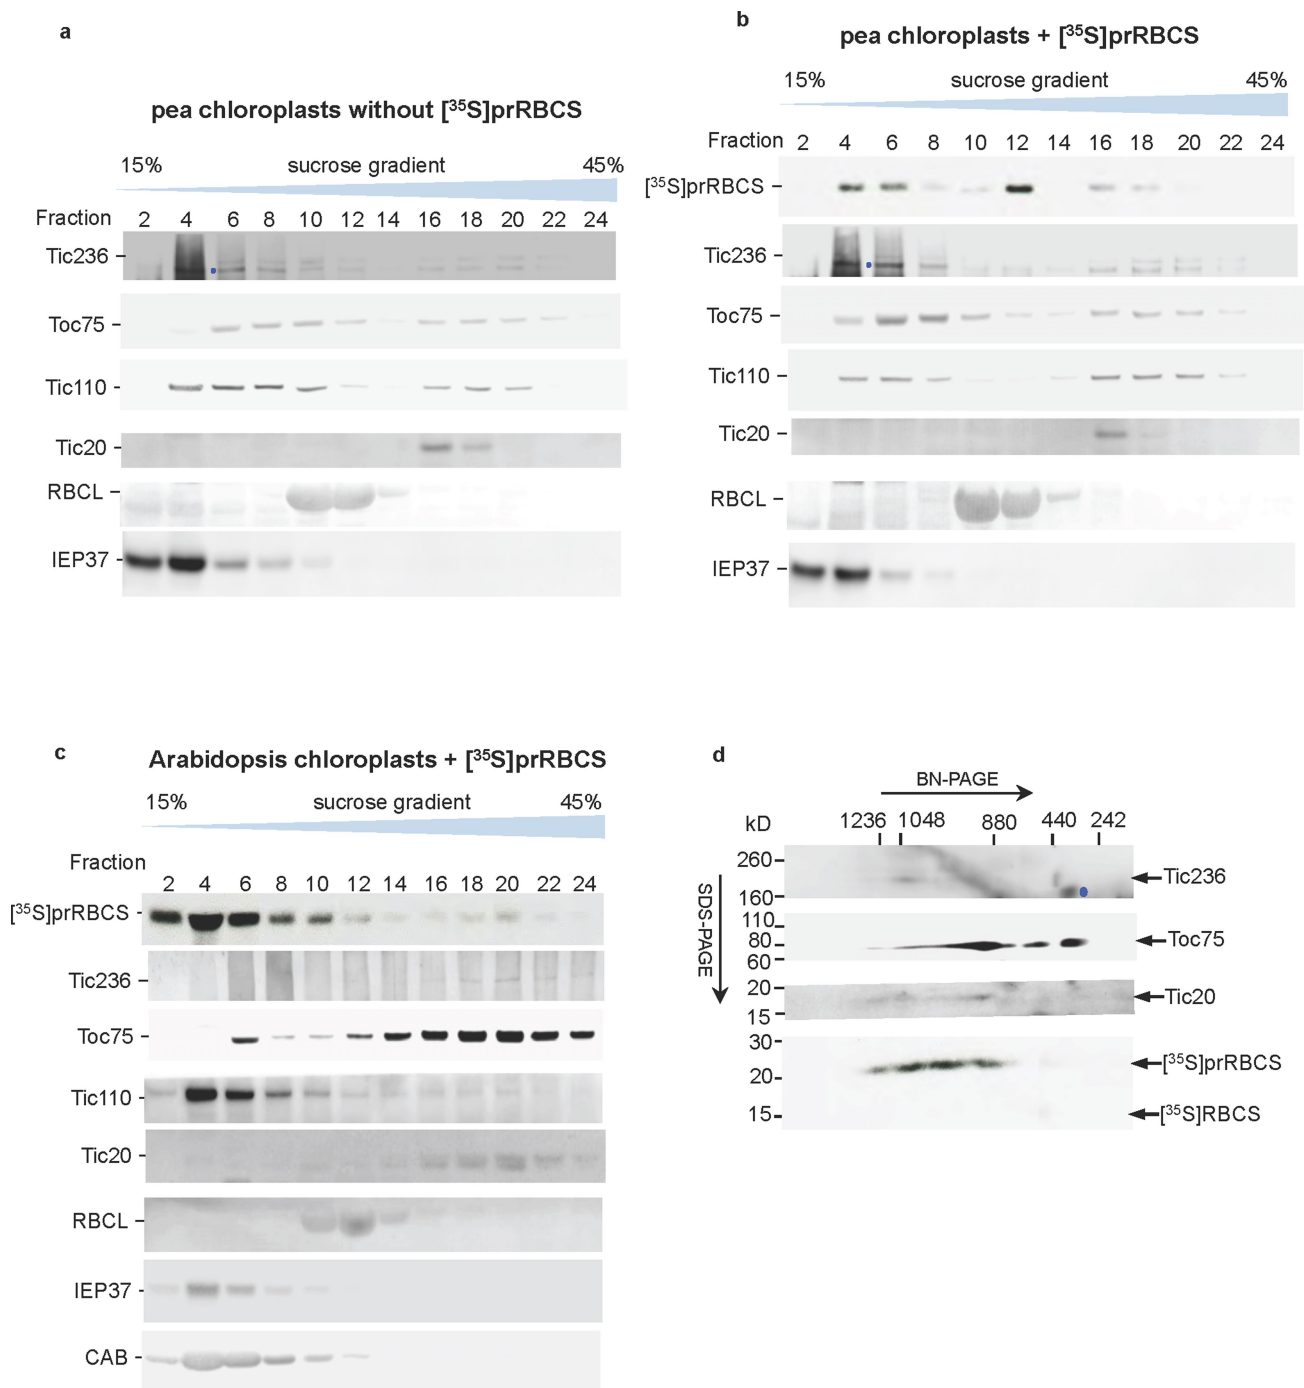 a
pea chloroplasts without [³⁵S]prRBCS
15% sucrose gradient 45%
Fraction 2 4 6 8 10 12 14 16 18 20 22 24
Tic236
Toc75
Tic110
Tic20
RBCL
IEP37
b
pea chloroplasts + [³⁵S]prRBCS
15% sucrose gradient 45%
Fraction 2 4 6 8 10 12 14 16 18 20 22 24
[³⁵S]prRBCS
Tic236
Toc75
Tic110
Tic20
RBCL
IEP37
c
Arabidopsis chloroplasts + [³⁵S]prRBCS
15% sucrose gradient 45%
Fraction
2 4 6 8 10 12 14 16 18 20 22 24
[³⁵S]prRBCS
Tic236
Toc75
Tic110
Tic20
RBCL
IEP37
CAB
d
BN-PAGE
kD 1236 1048 880 440 242
SDS-PAGE
260
160
Tic236
110
80
60
Toc75
20
15
Tic20
30
20
15
[³⁵S]prRBCS
[³⁵S]RBCS